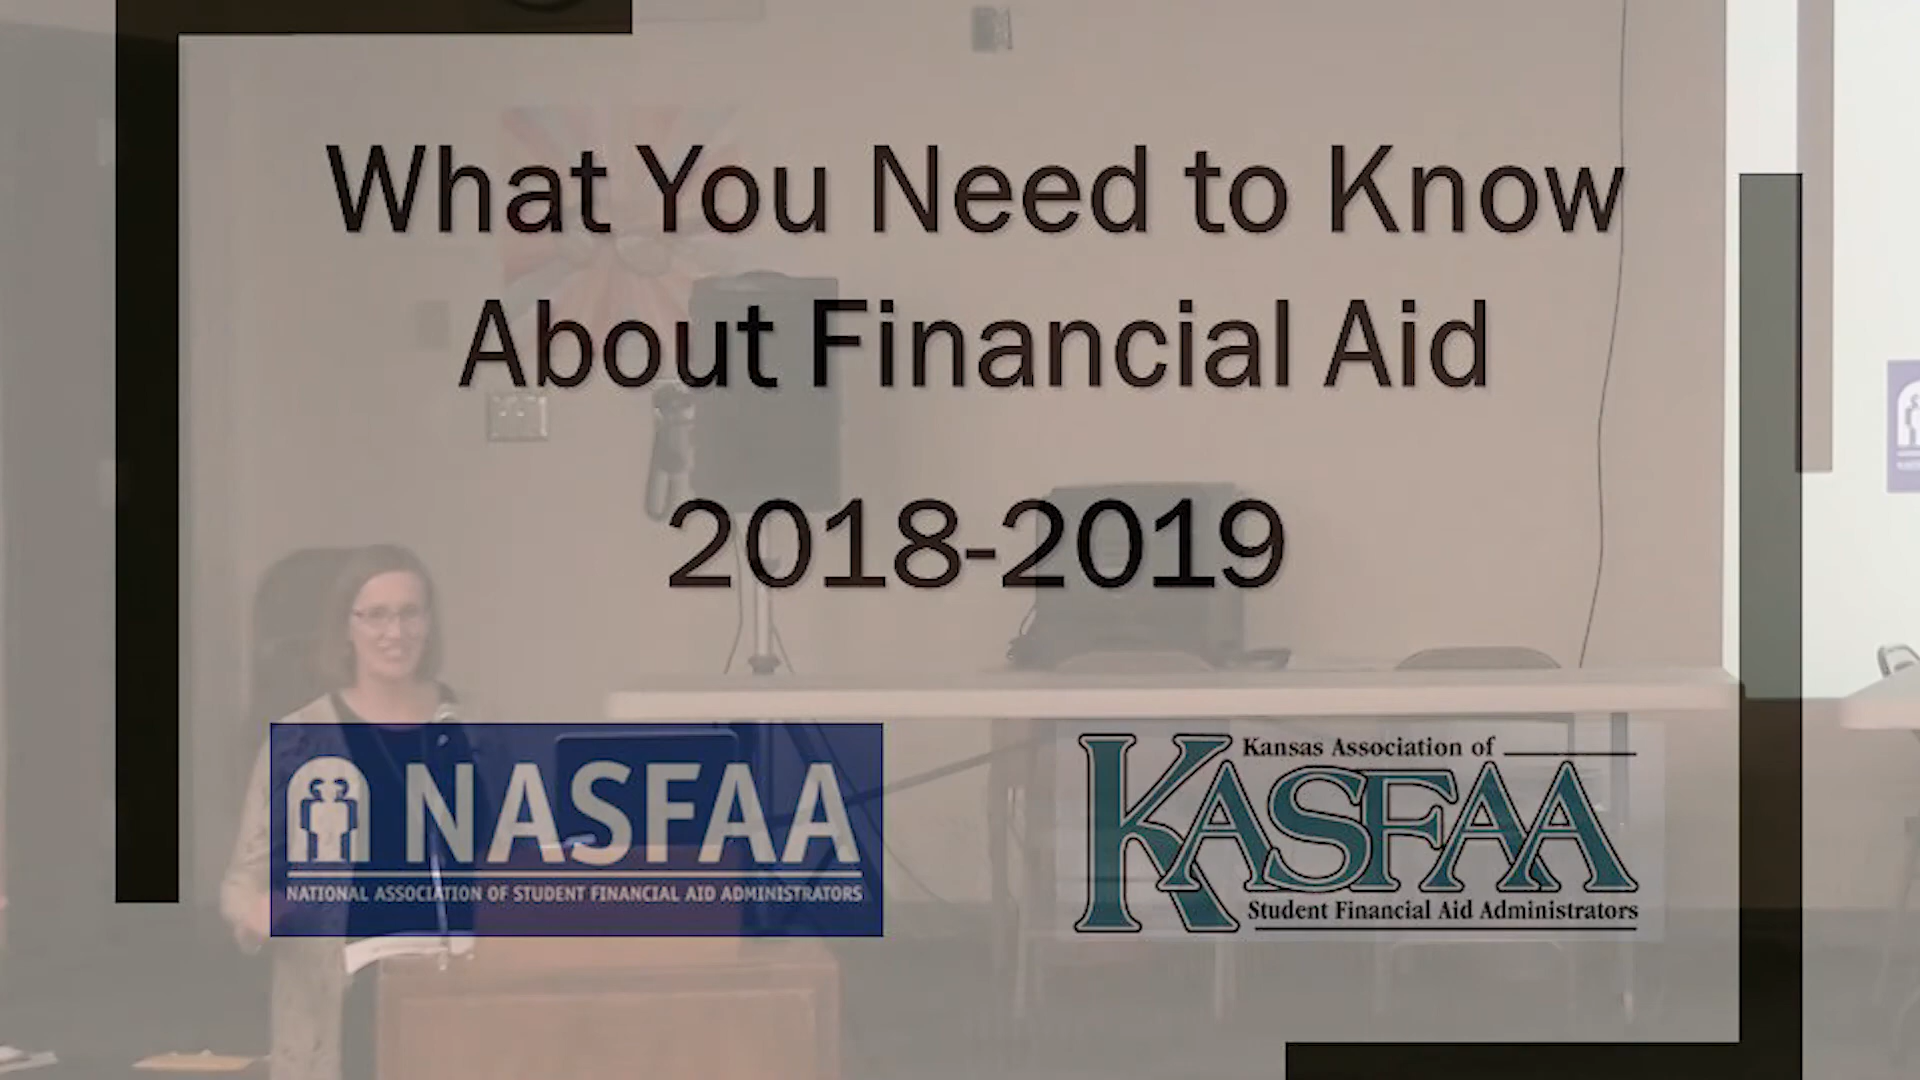 What You Need to Know
About Financial Aid
2018-2019
NASFAA
NATIONAL ASSOCIATION OF STUDENT FINANCIAL AID ADMINISTRATORS
Kansas Association of
KASFAA
Student Financial Aid Administrators